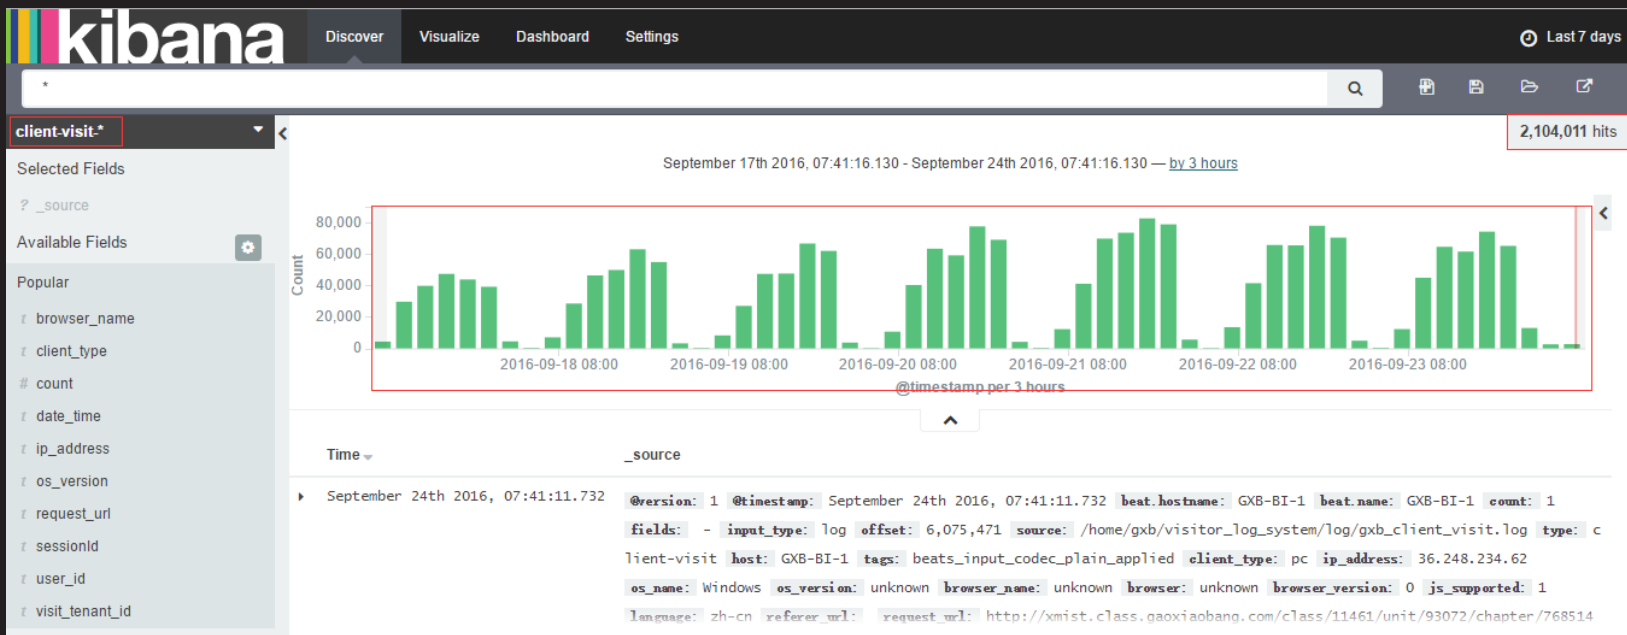 kibana
Discover Visualize Dashboard Settings Last 7 days
*
client-visit-*
2,104,011 hits
Selected Fields
? _source
Available Fields
Popular
t browser_name
t client_type
# count
t date_time
t ip_address
t os_version
t request_url
t sessionId
t user_id
t visit_tenant_id
September 17th 2016, 07:41:16.130 - September 24th 2016, 07:41:16.130 — by 3 hours
Count
80,000
60,000
40,000
20,000
0
2016-09-18 08:00 2016-09-19 08:00 2016-09-20 08:00 2016-09-21 08:00 2016-09-22 08:00 2016-09-23 08:00
@timestamp per 3 hours
Time _source
September 24th 2016, 07:41:11.732
@version: 1 @timestamp: September 24th 2016, 07:41:11.732 beat.hostname: GXB-BI-1 beat.name: GXB-BI-1 count: 1
fields: - input_type: log offset: 6,075,471 source: /home/gxb/visitor_log_system/log/gxb_client_visit.log type: c
lient-visit host: GXB-BI-1 tags: beats_input_codec_plain_applied client_type: pc ip_address: 36.248.234.62
os_name: Windows os_version: unknown browser_name: unknown browser: unknown browser_version: 0 js_supported: 1
language: zh-cn referer_url: request_url: http://xmist.class.gaoxiaobang.com/class/11461/unit/93072/chapter/768514